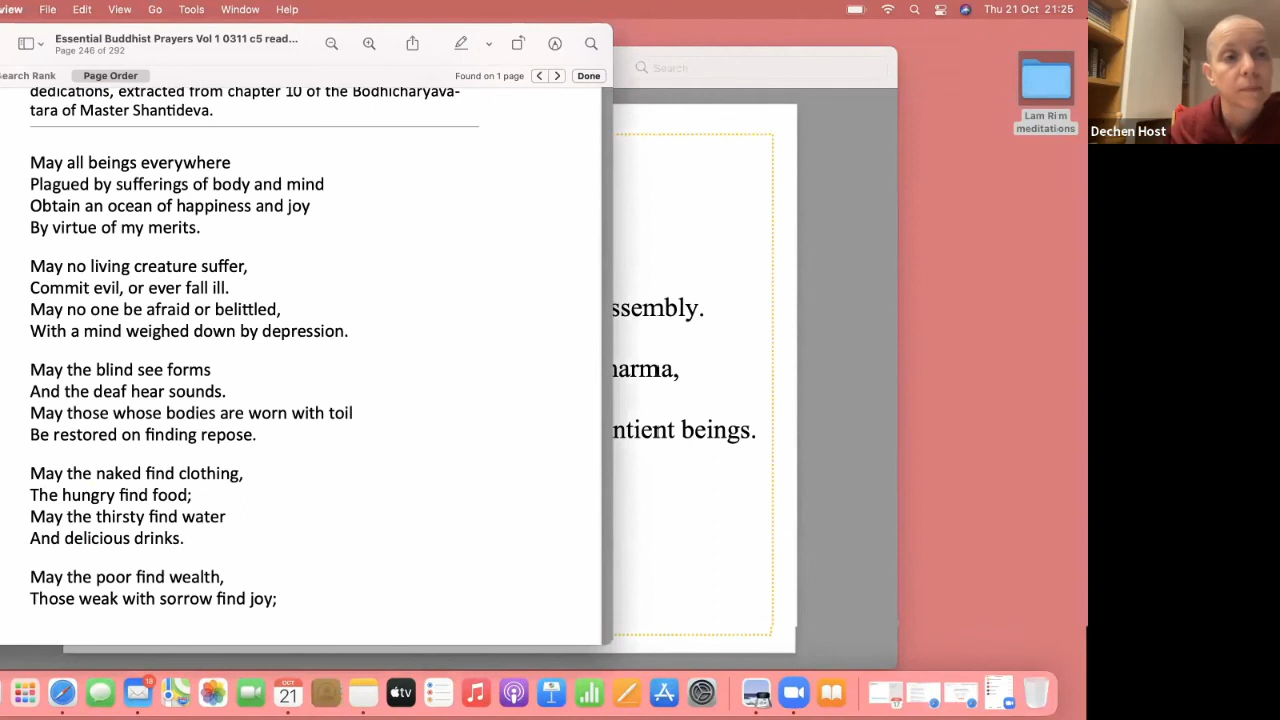 view File Edit View Go Tools Window Help Thu 21 Oct 21:25
Essential Buddhist Prayers Vol 1 0311 c5 read...
Page 246 of 292
Search
earch Rank Page Order Found on 1 page Done
dedications, extracted from chapter 10 of the Bodhicharyava-
tara of Master Shantideva.
May all beings everywhere
Plagued by sufferings of body and mind
Obtain an ocean of happiness and joy
By virtue of my merits.
May no living creature suffer,
Commit evil, or ever fall ill.
May no one be afraid or belittled,
With a mind weighed down by depression.
May the blind see forms
And the deaf hear sounds.
May those whose bodies are worn with toil
Be restored on finding repose.
May the naked find clothing,
The hungry find food;
May the thirsty find water
And delicious drinks.
May the poor find wealth,
Those weak with sorrow find joy;
ssembly.
harma,
ntient beings.
Lam Rim
meditations
Dechen Host
18
OCT
21
tv
17